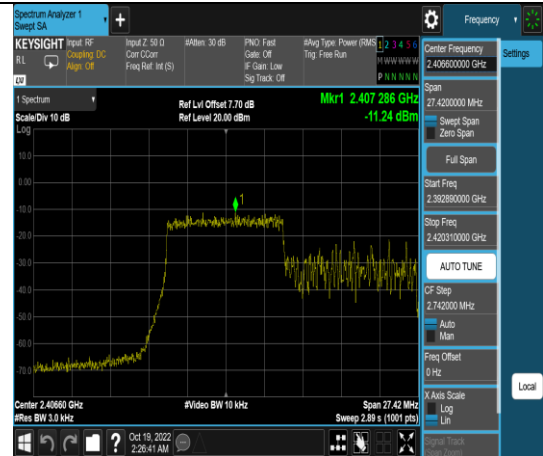 Spectrum Analyzer 1
Swept SA
Frequency
KEYSIGHT
Input: RF
Input Z: 50 Ω
#Atten: 30 dB
PNO: Fast
#Avg Type: Power (RMS
1 2 3 4 5 6
RL
Coupling: DC
Corr CCorr
Gate: Off
Trig: Free Run
Align: Off
Freq Ref: Int (S)
IF Gain: Low
M W W W W W
Sig Track: Off
P N N N N N
LXI
1 Spectrum
Ref Lvl Offset 7.70 dB
Mkr1 2.407 286 GHz
Scale/Div 10 dB
Ref Level 20.00 dBm
-11.24 dBm
Log
10.0
0.00
-10.0
-20.0
-30.0
-40.0
-50.0
-60.0
-70.0
1
Center 2.40660 GHz
#Video BW 10 kHz
Span 27.42 MHz
#Res BW 3.0 kHz
Sweep 2.89 s (1001 pts)
Center Frequency
2.406600000 GHz
Settings
Span
27.4200000 MHz
Swept Span
Zero Span
Full Span
Start Freq
2.392890000 GHz
Stop Freq
2.420310000 GHz
AUTO TUNE
CF Step
2.742000 MHz
Auto
Man
Freq Offset
0 Hz
X Axis Scale
Log
Lin
Local
Signal Track
(Span Zoom)
Oct 19, 2022
2:26:41 AM